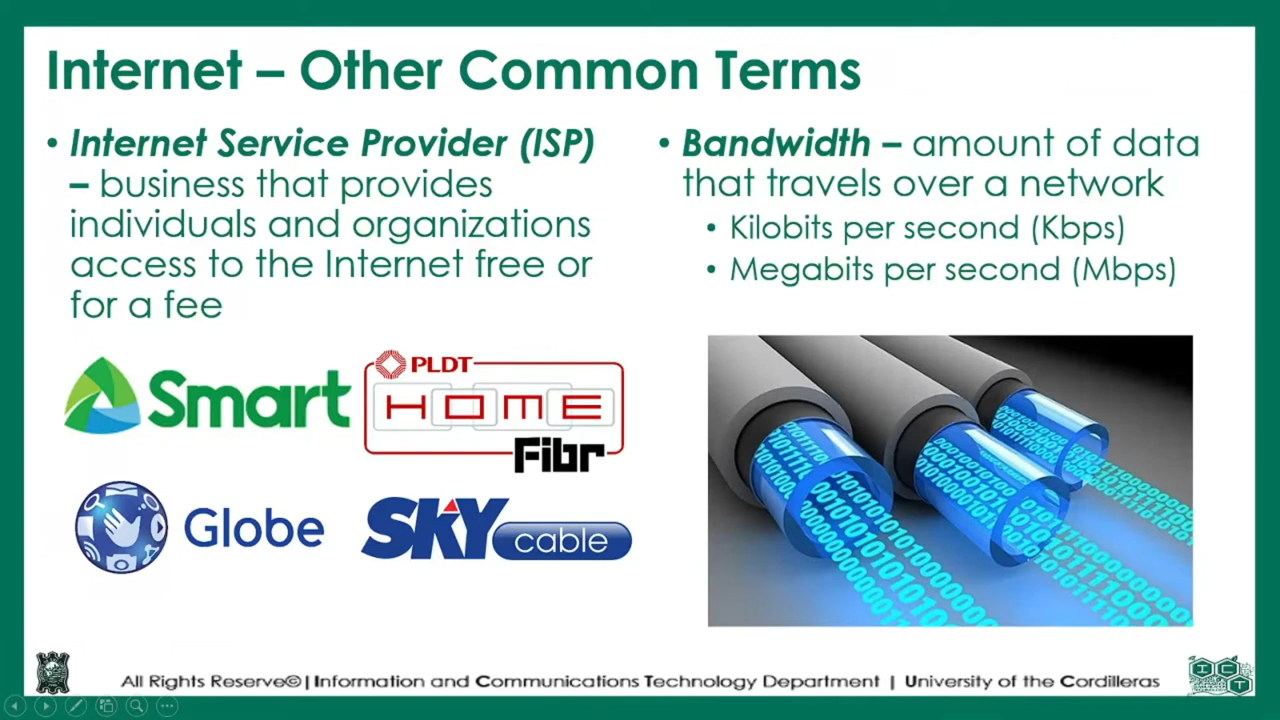 Internet – Other Common Terms
• Internet Service Provider (ISP)
– business that provides
individuals and organizations
access to the Internet free or
for a fee
• Bandwidth – amount of data
that travels over a network
• Kilobits per second (Kbps)
• Megabits per second (Mbps)
Smart
PLDT
HOME
Fibr
Globe
SKY cable
All Rights Reserve©|Information and Communications Technology Department | University of the Cordilleras
I C T